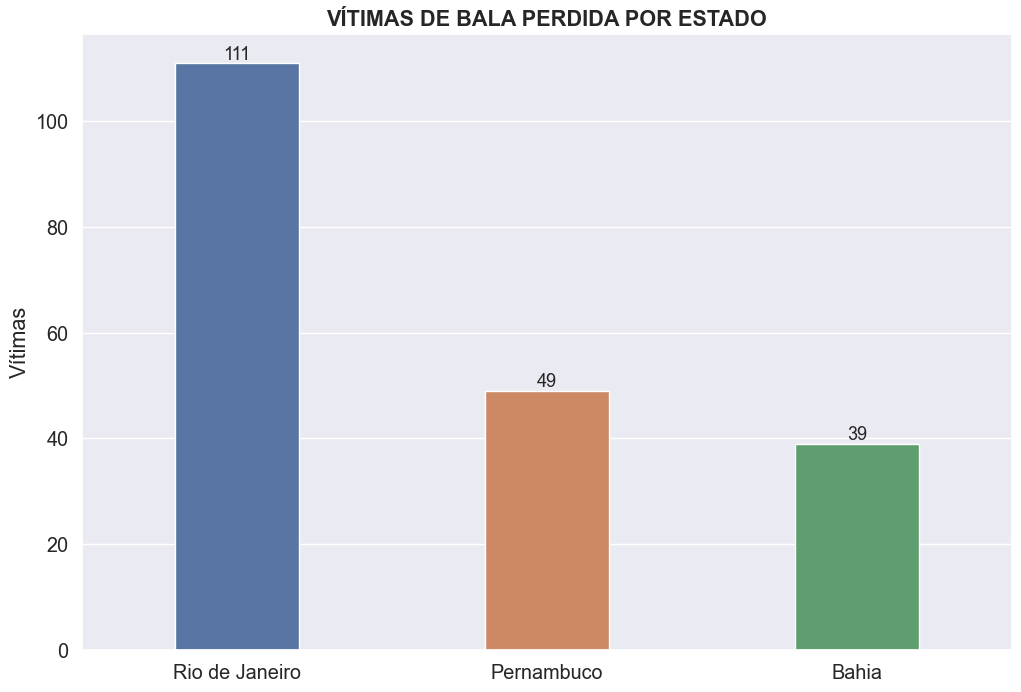 VÍTIMAS DE BALA PERDIDA POR ESTADO
111
100
80
60
49
40
39
20
0
Vítimas
Rio de Janeiro
Pernambuco
Bahia